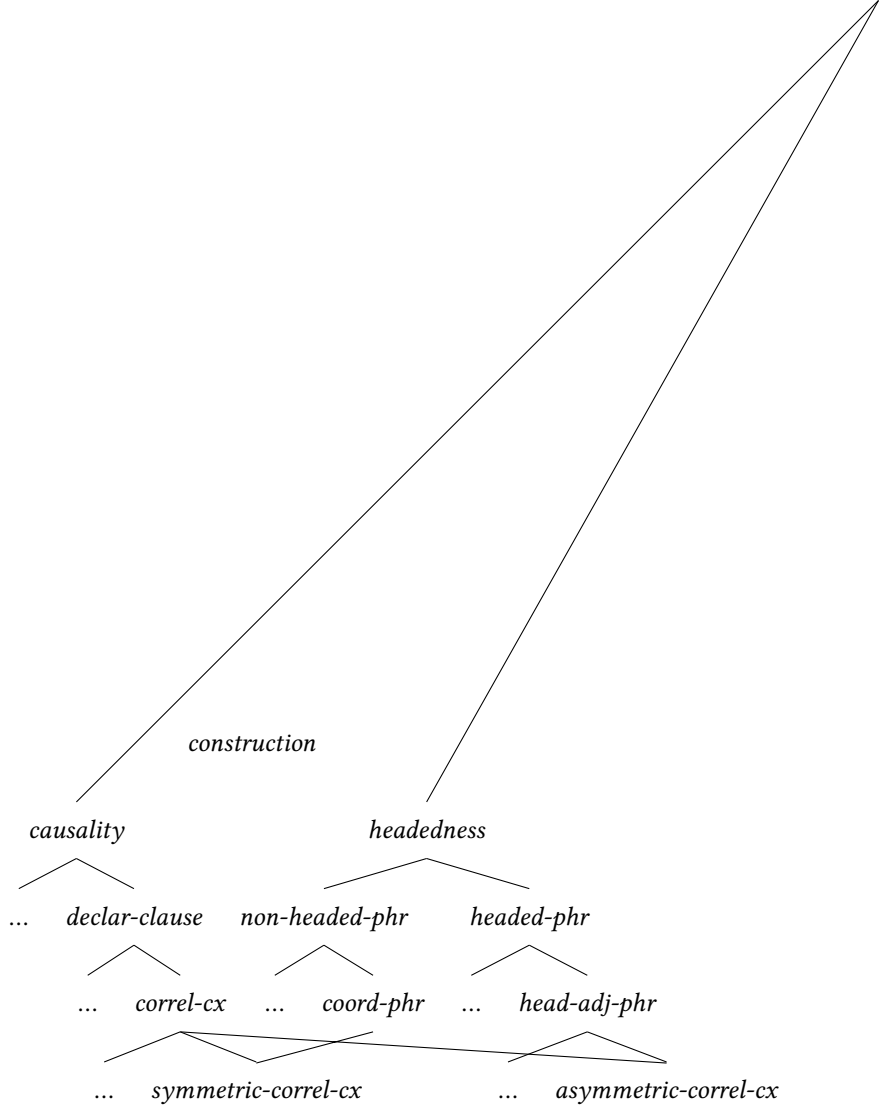 construction
causality headedness
... declar-clause non-headed-phr headed-phr
... correl-cx ... coord-phr ... head-adj-phr
... symmetric-correl-cx ... asymmetric-correl-cx